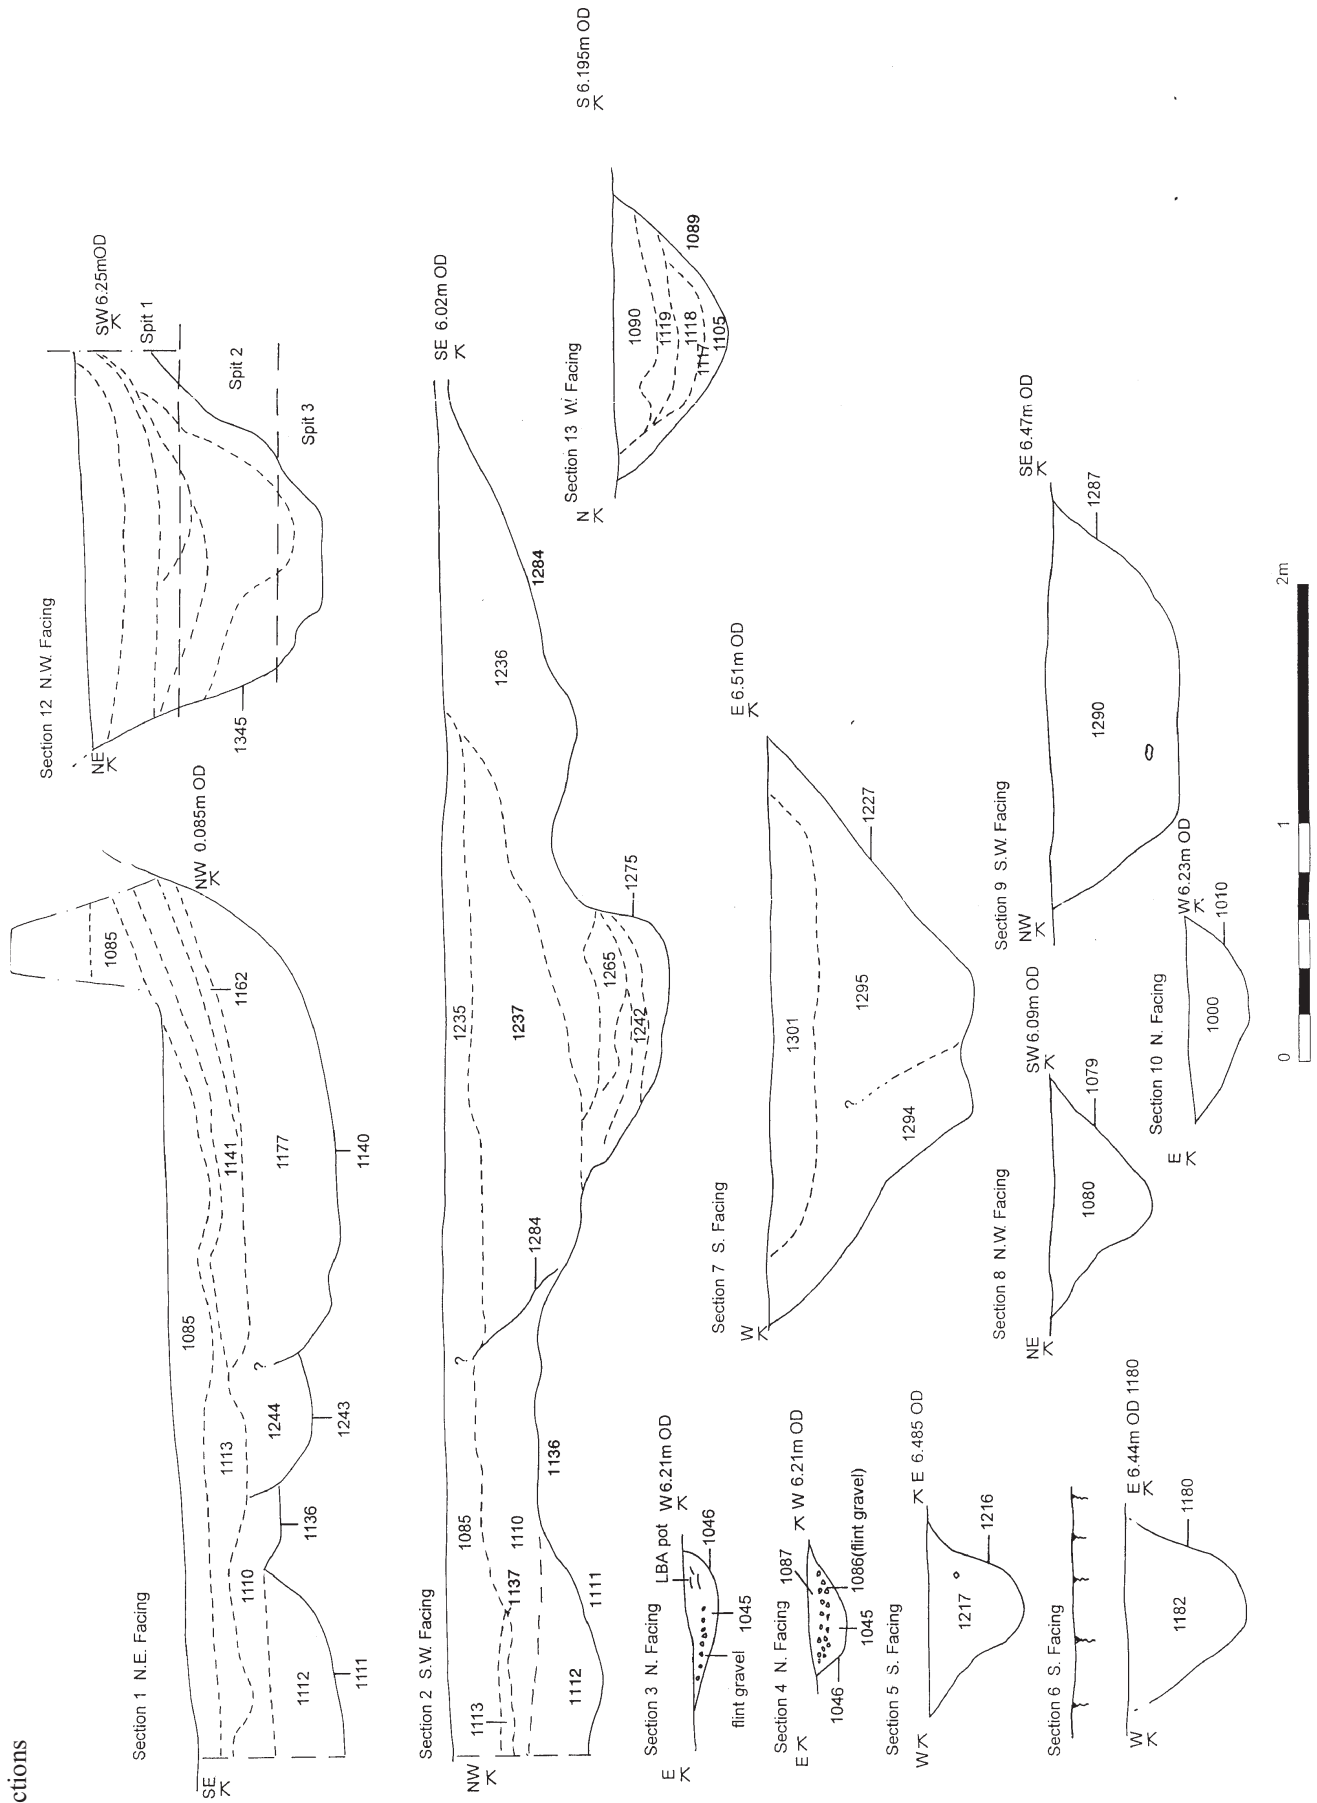 ctions
Section 1 N.E. Facing
SE
NW 0.085m OD
1085
1085
1113
1110
1112
1111
1136
1244
1243
?
1141
1177
1162
1140
Section 12 N.W. Facing
NE
SW 6.25mOD
Spit 1
Spit 2
Spit 3
1345
Section 2 S.W. Facing
NW
SE 6.02m OD
1113
1137
1085
1110
1112
1111
1136
?
1284
1235
1237
1265
1242
1275
1236
1284
Section 13 W. Facing
N
S 6.195m OD
1090
1119
1118
1117
1105
1089
Section 3 N. Facing
E
W 6.21m OD
LBA pot
flint gravel
1045
1046
Section 4 N. Facing
E
W 6.21m OD
1087
1086(flint gravel)
1045
1046
Section 5 S. Facing
W
E 6.485 OD
1217
1216
Section 6 S. Facing
W
E 6.44m OD 1180
1182
1180
Section 7 S. Facing
W
E 6.51m OD
1301
1295
?
1294
1227
Section 8 N.W. Facing
NE
SW 6.09m OD
1080
1079
Section 9 S.W. Facing
NW
SE 6.47m OD
1290
1287
Section 10 N. Facing
E
W 6.23m OD
1000
1010
0
1
2m